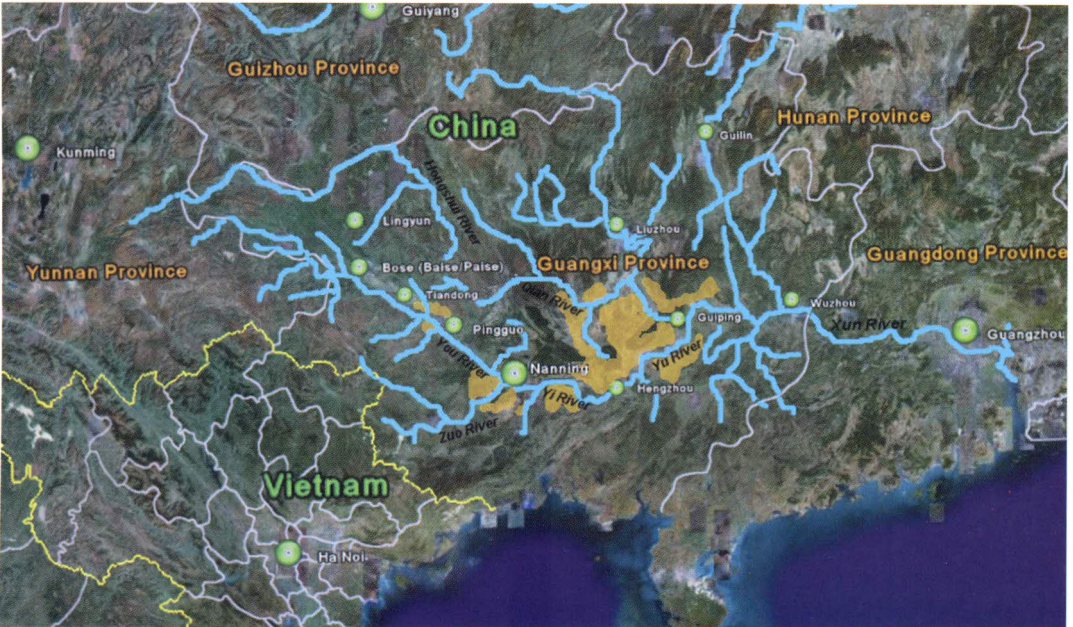 Guiyang
Guizhou Province
China
Hunan Province
Guilin
Kunming
Hongshui River
Lingyun
Liuzhou
Guangxi Province
Guangdong Province
Yunnan Province
Bose (Baise/Paise)
Tiandong
Qian River
Wuzhou
Guiping
Xun River
Guangzhou
Pingguo
You River
Yu River
Nanning
Hengzhou
Yi River
Zuo River
Vietnam
Ha Noi